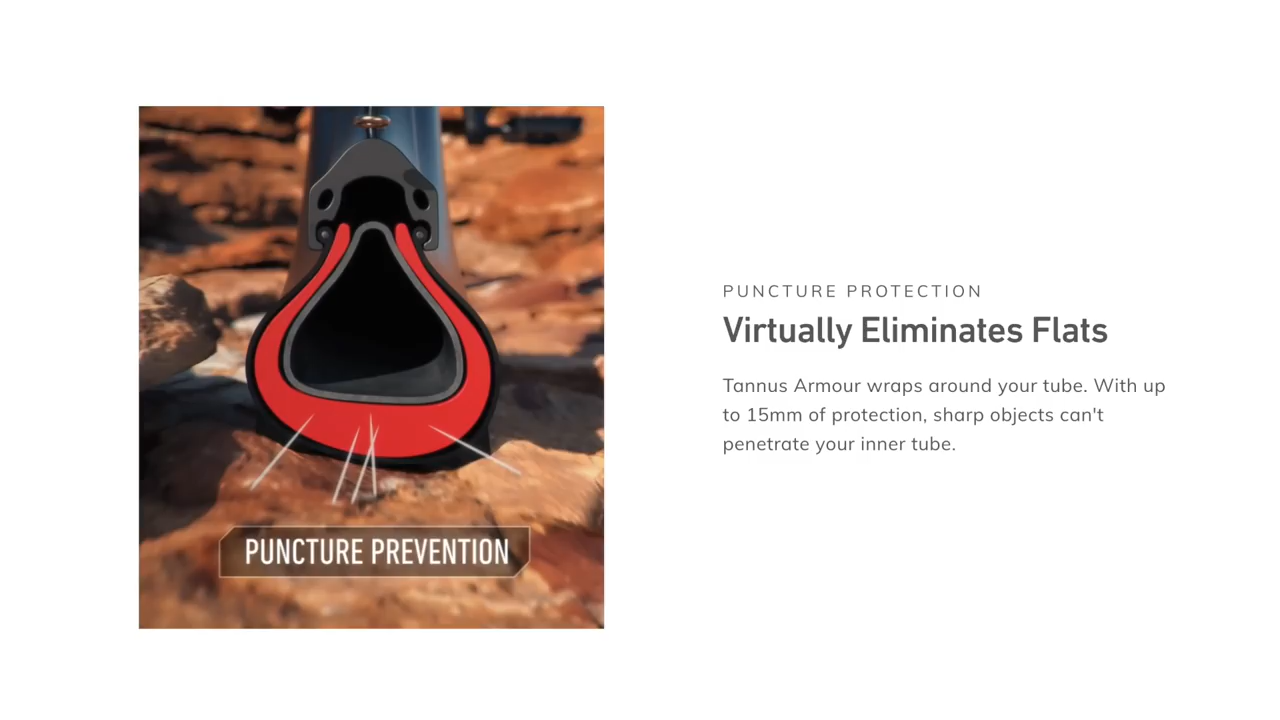 PUNCTURE PREVENTION
PUNCTURE PROTECTION
Virtually Eliminates Flats
Tannus Armour wraps around your tube. With up
to 15mm of protection, sharp objects can't
penetrate your inner tube.